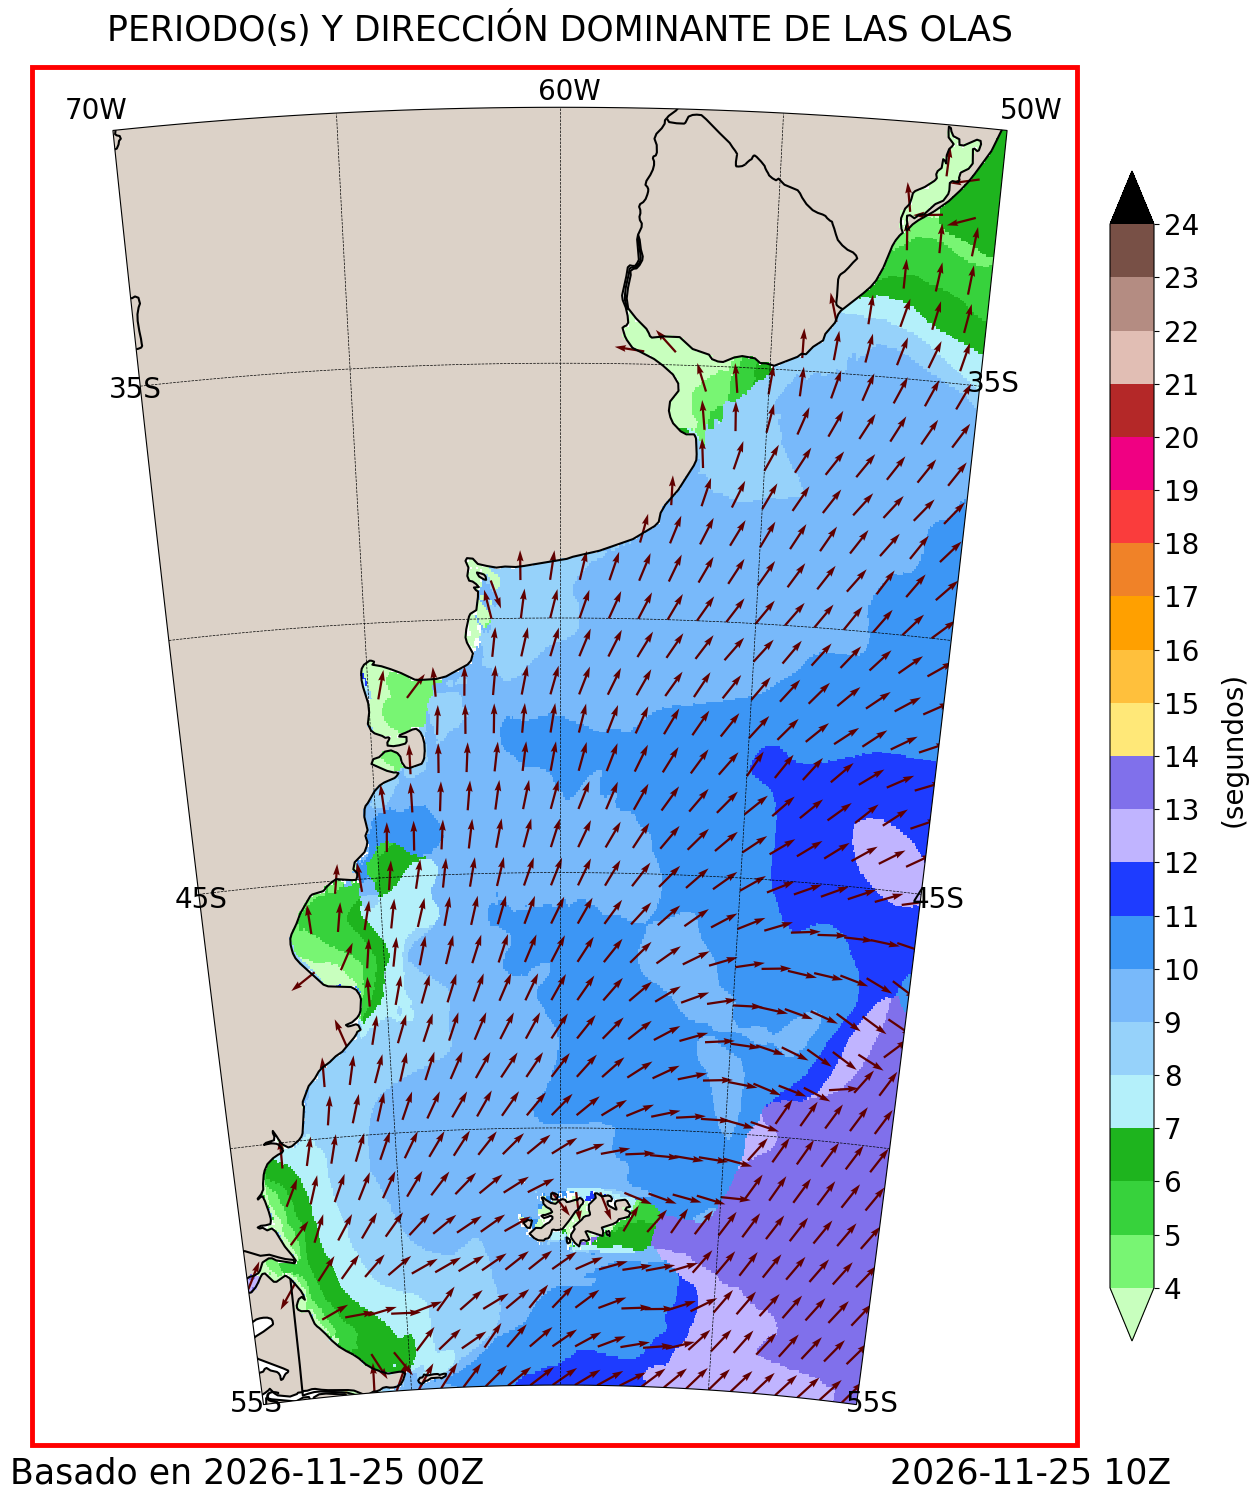 PERIODO(s) Y DIRECCIÓN DOMINANTE DE LAS OLAS
70W
60W
50W
35S
35S
45S
45S
55S
55S
24
23
22
21
20
19
18
17
16
15
14
13
12
11
10
9
8
7
6
5
4
(segundos)
Basado en 2026-11-25 00Z
2026-11-25 10Z